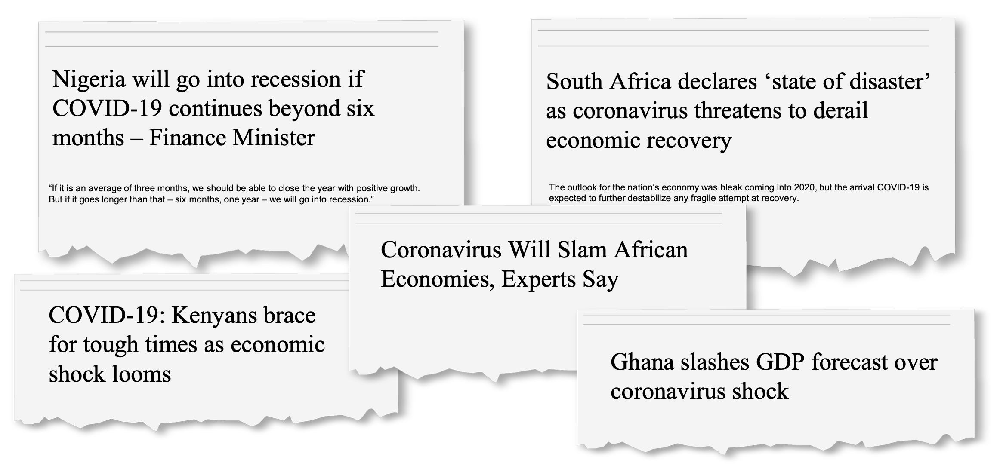 Nigeria will go into recession if
COVID-19 continues beyond six
months – Finance Minister
“If it is an average of three months, we should be able to close the year with positive growth.
But if it goes longer than that – six months, one year – we will go into recession.”
South Africa declares ‘state of disaster’
as coronavirus threatens to derail
economic recovery
The outlook for the nation’s economy was bleak coming into 2020, but the arrival COVID-19 is
expected to further destabilize any fragile attempt at recovery.
Coronavirus Will Slam African
Economies, Experts Say
COVID-19: Kenyans brace
for tough times as economic
shock looms
Ghana slashes GDP forecast over
coronavirus shock